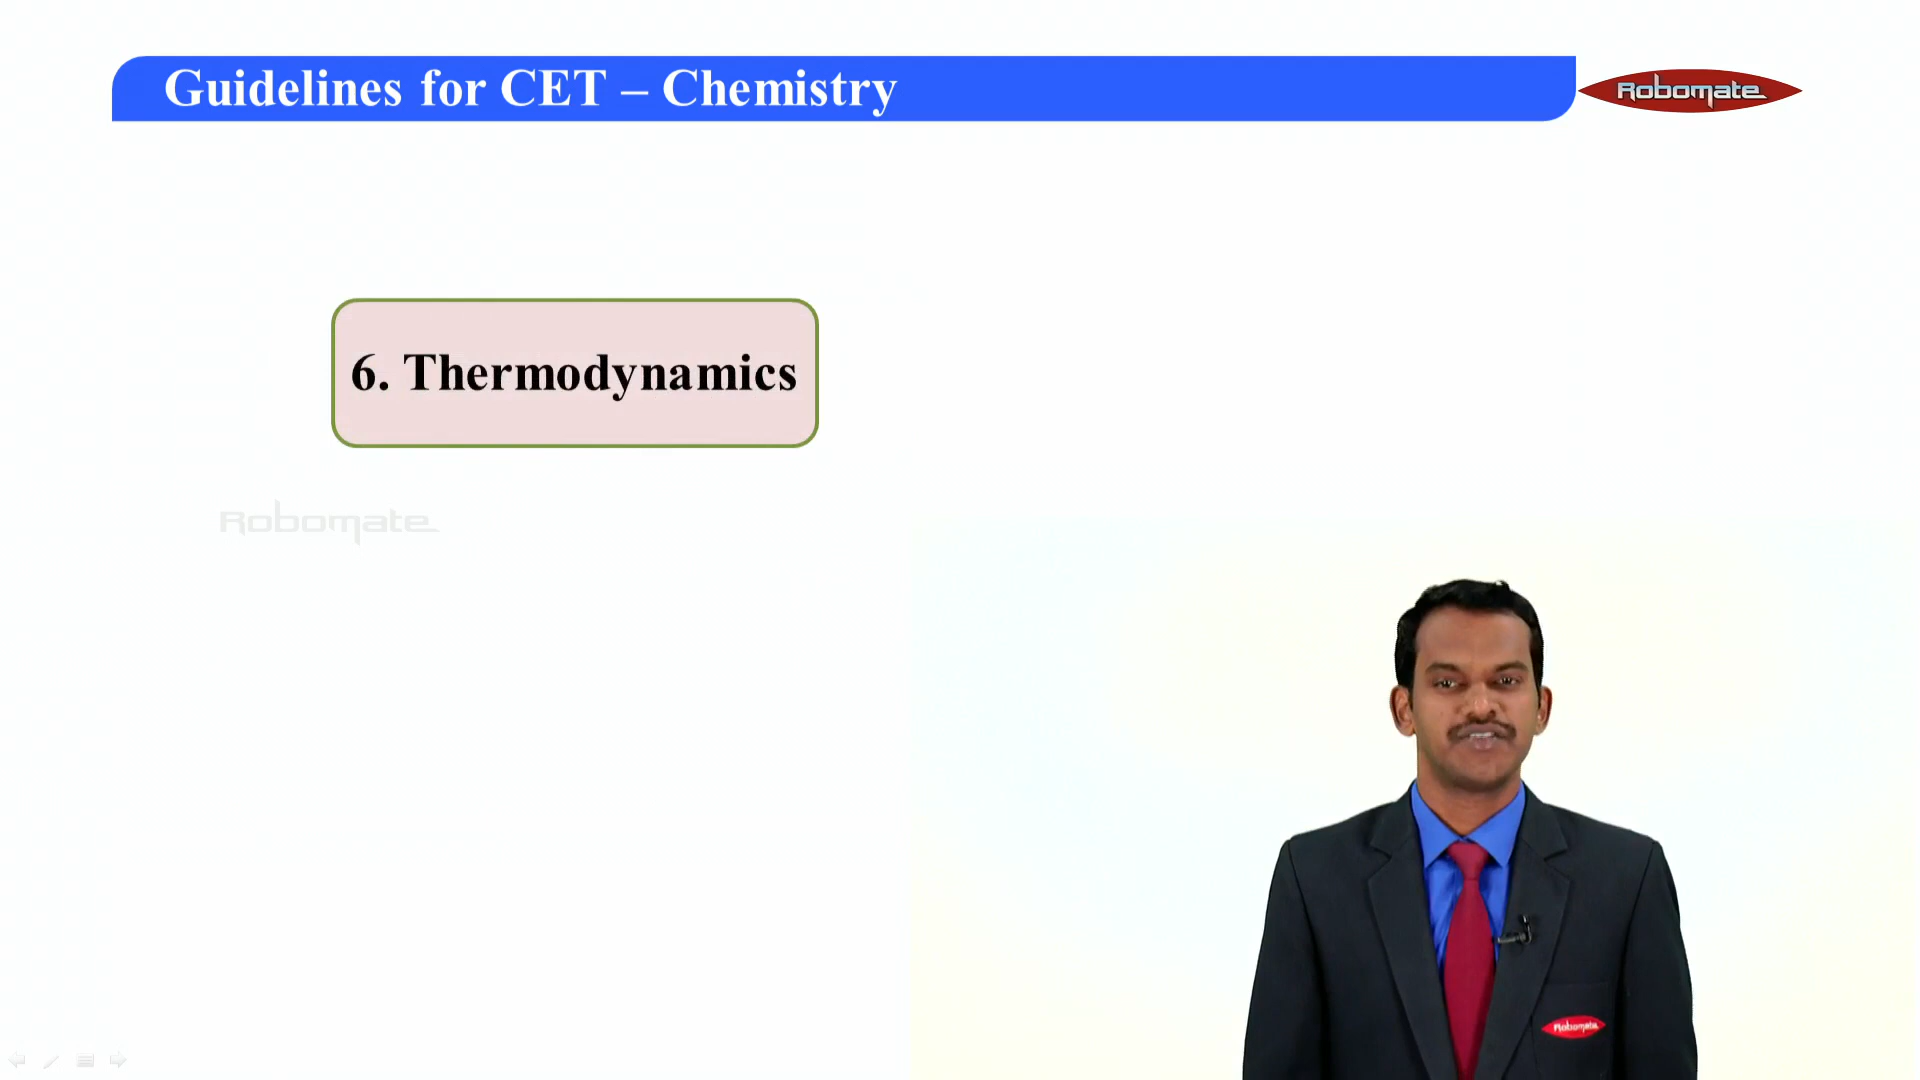 Guidelines for CET – Chemistry
Robomate
6. Thermodynamics
Robomate
Robomate